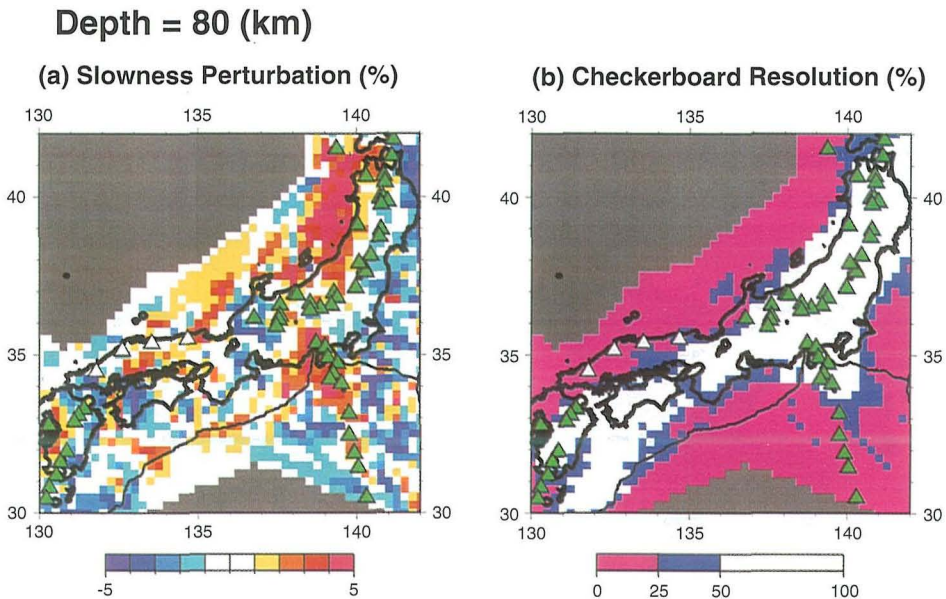 Depth = 80 (km)
(a) Slowness Perturbation (%)
(b) Checkerboard Resolution (%)
130 135 140
130 135 140
40 40 40
35 35 35
30 30 30
130 135 140
130 135 140
-5 5
0 25 50 100